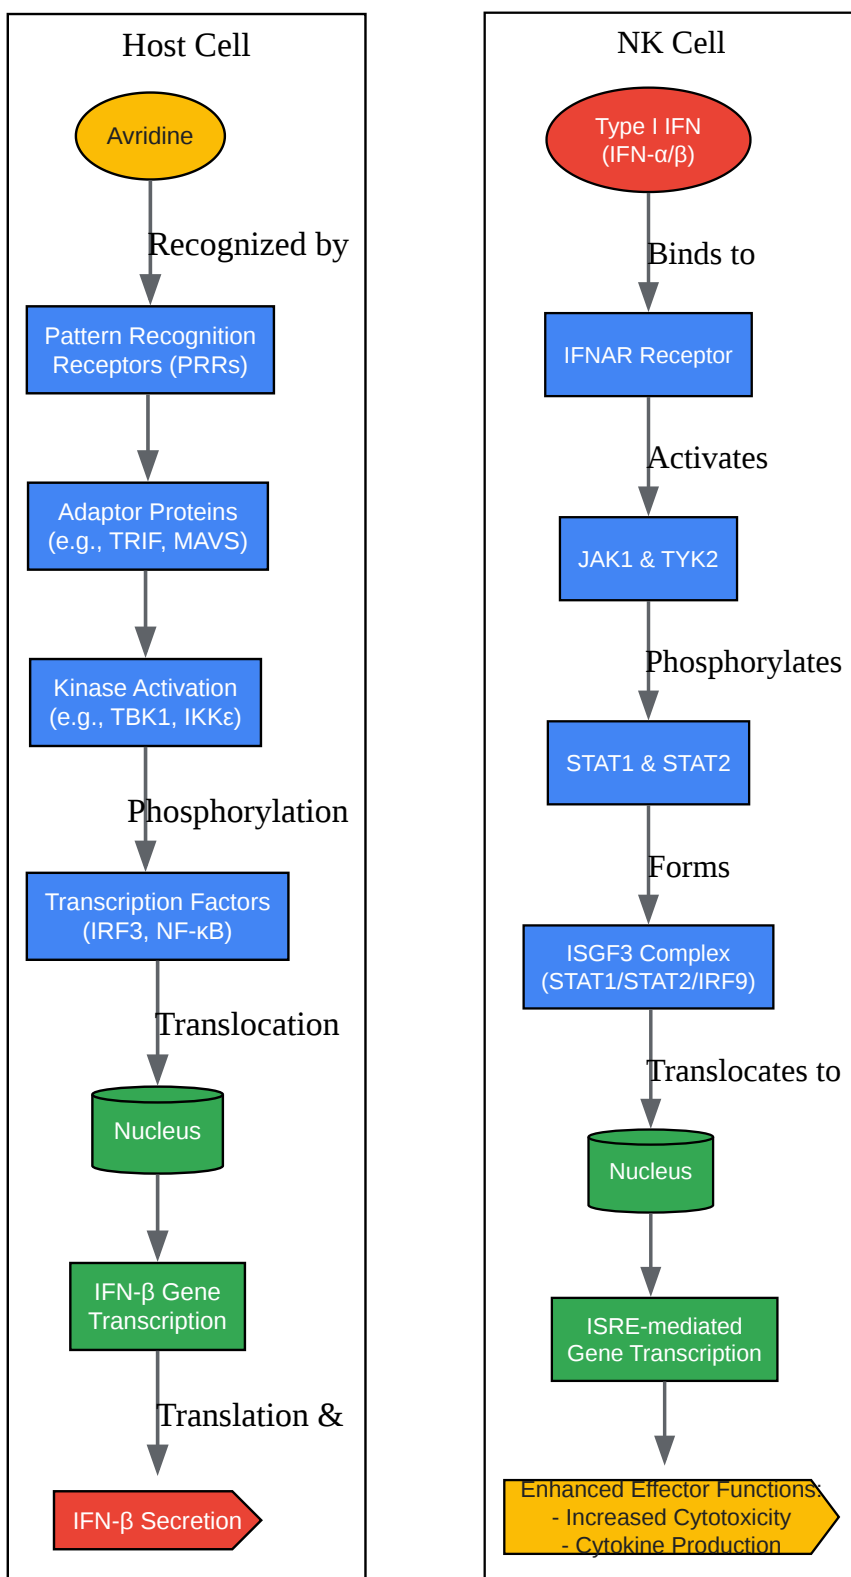 Host Cell
Avridine
Recognized by
Pattern Recognition
Receptors (PRRs)
Adaptor Proteins
(e.g., TRIF, MAVS)
Kinase Activation
(e.g., TBK1, IKKε)
Phosphorylation
Transcription Factors
(IRF3, NF-κB)
Translocation
Nucleus
IFN-β Gene
Transcription
Translation &
IFN-β Secretion
NK Cell
Type I IFN
(IFN-α/β)
Binds to
IFNAR Receptor
Activates
JAK1 & TYK2
Phosphorylates
STAT1 & STAT2
Forms
ISGF3 Complex
(STAT1/STAT2/IRF9)
Translocates to
Nucleus
ISRE-mediated
Gene Transcription
Enhanced Effector Functions:
- Increased Cytotoxicity
- Cytokine Production